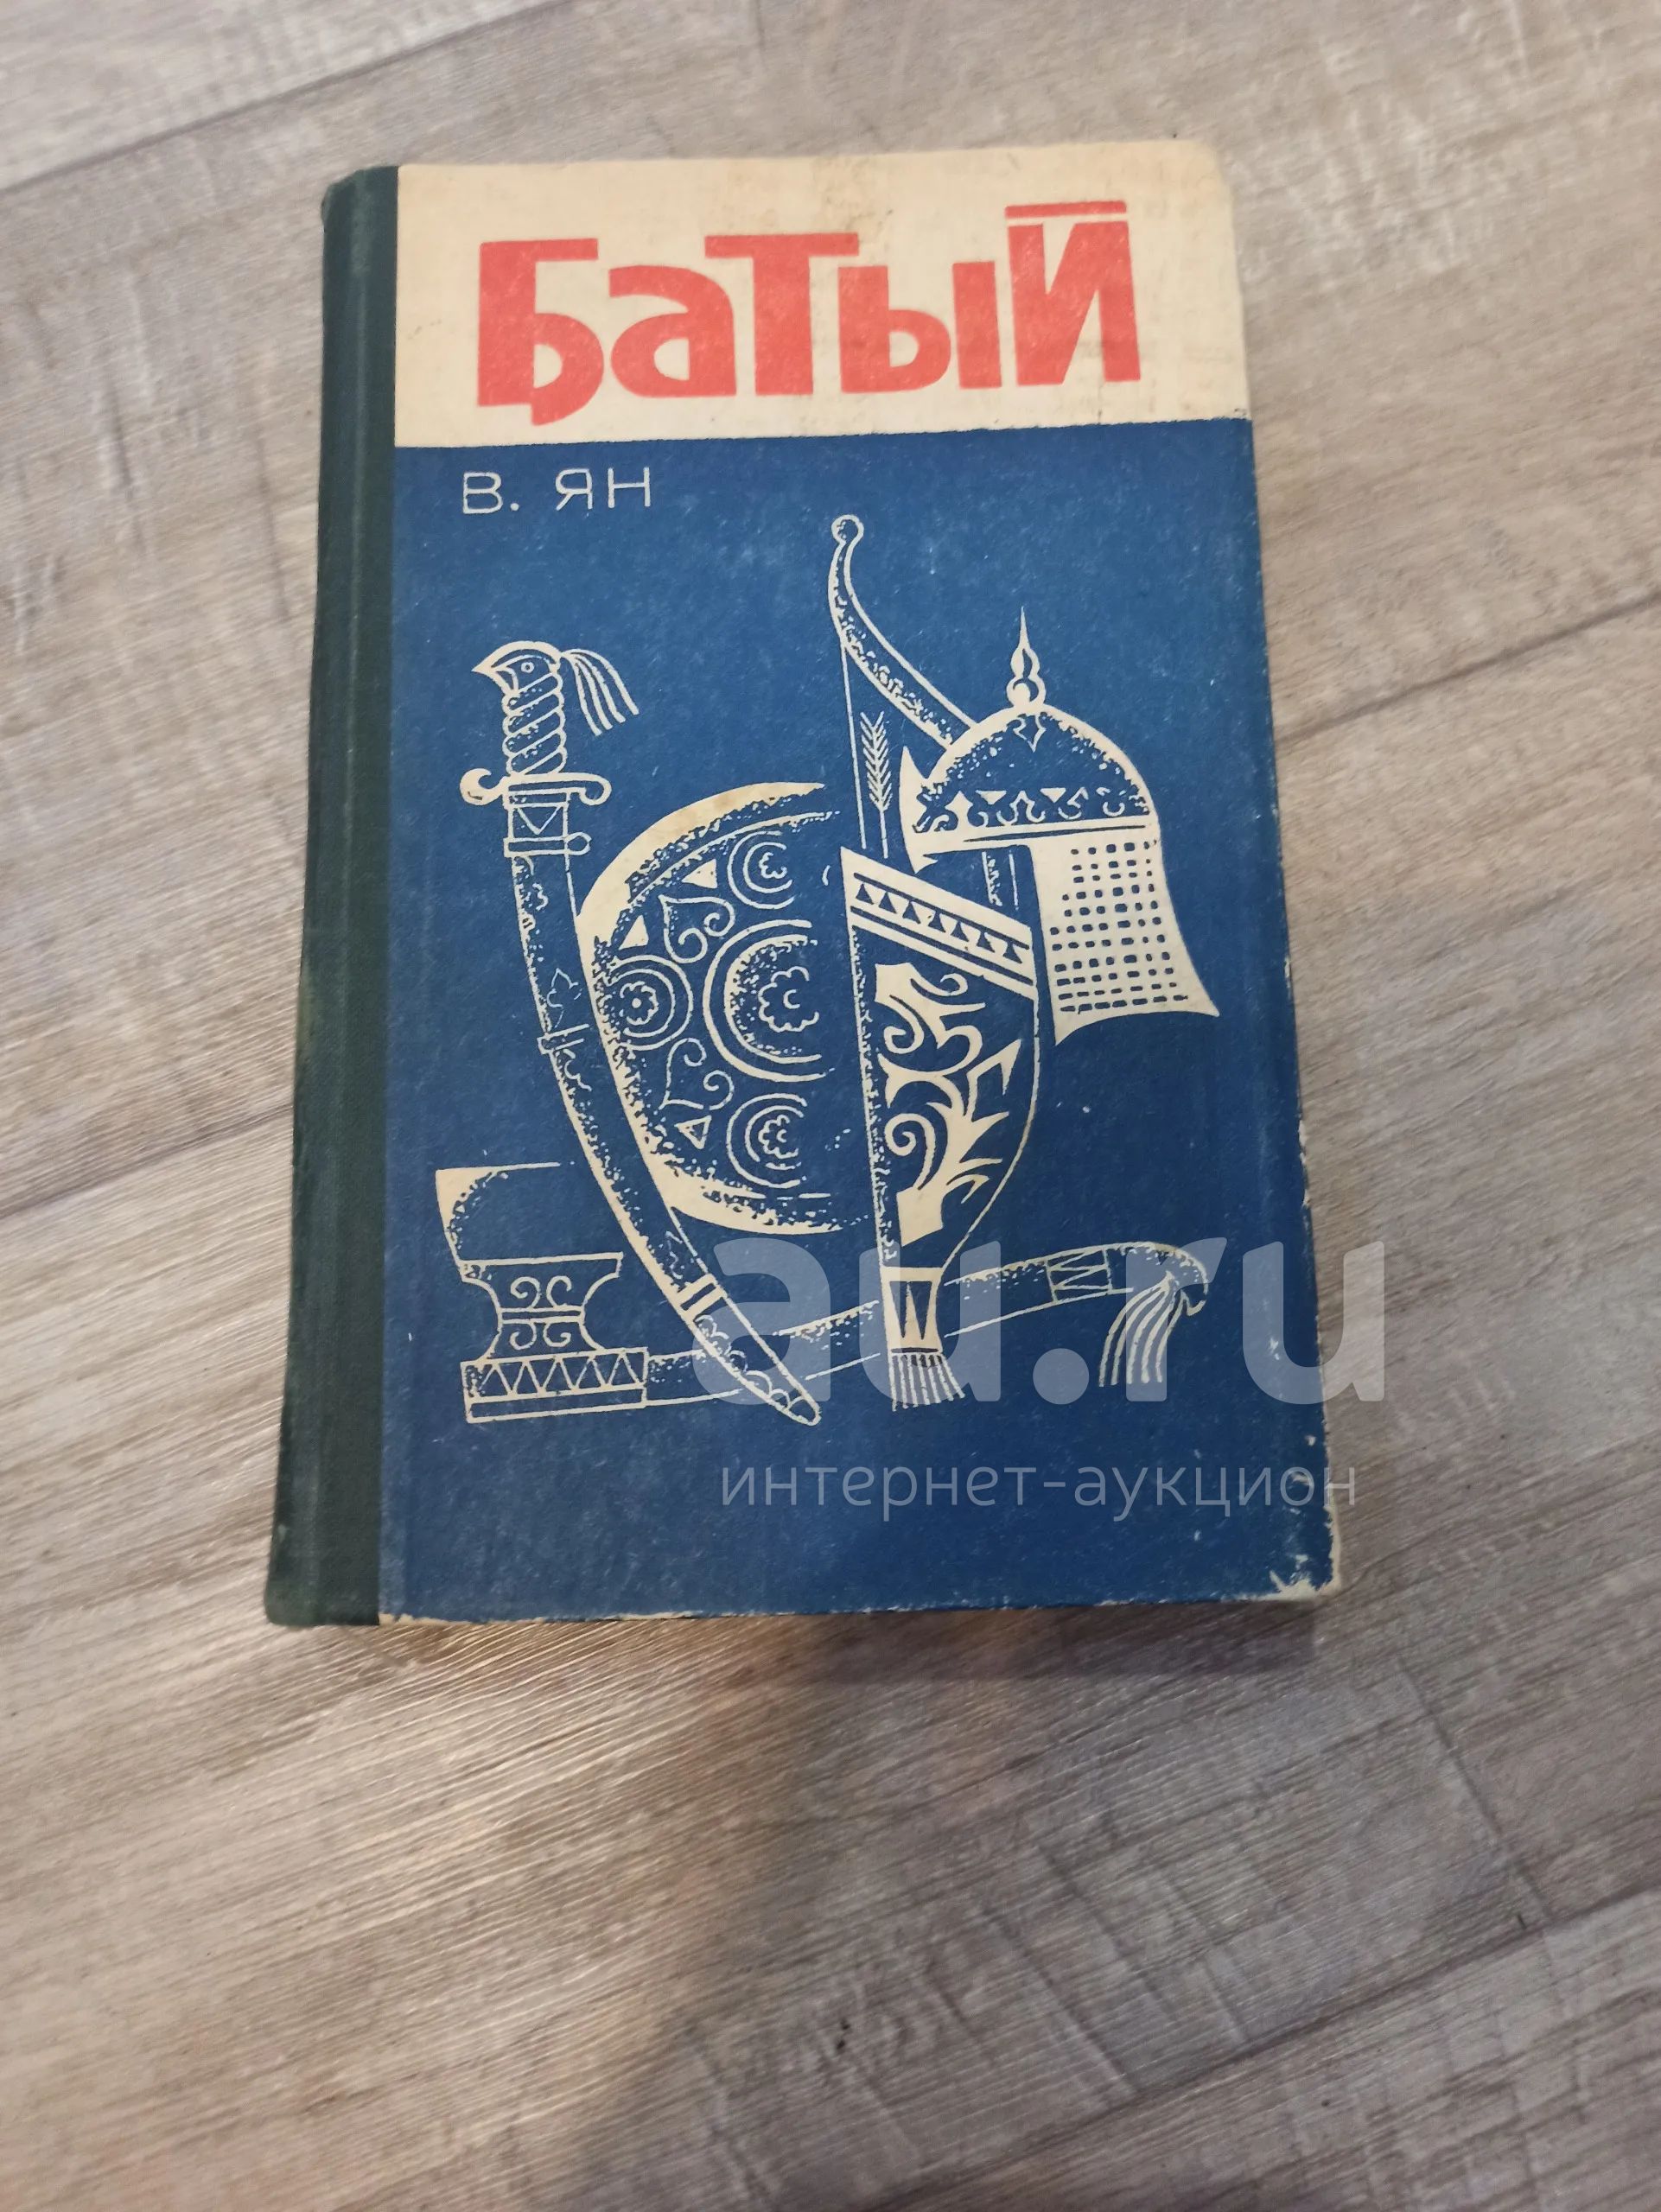 Батый
В. ЯН
au.ru
интернет-аукцион